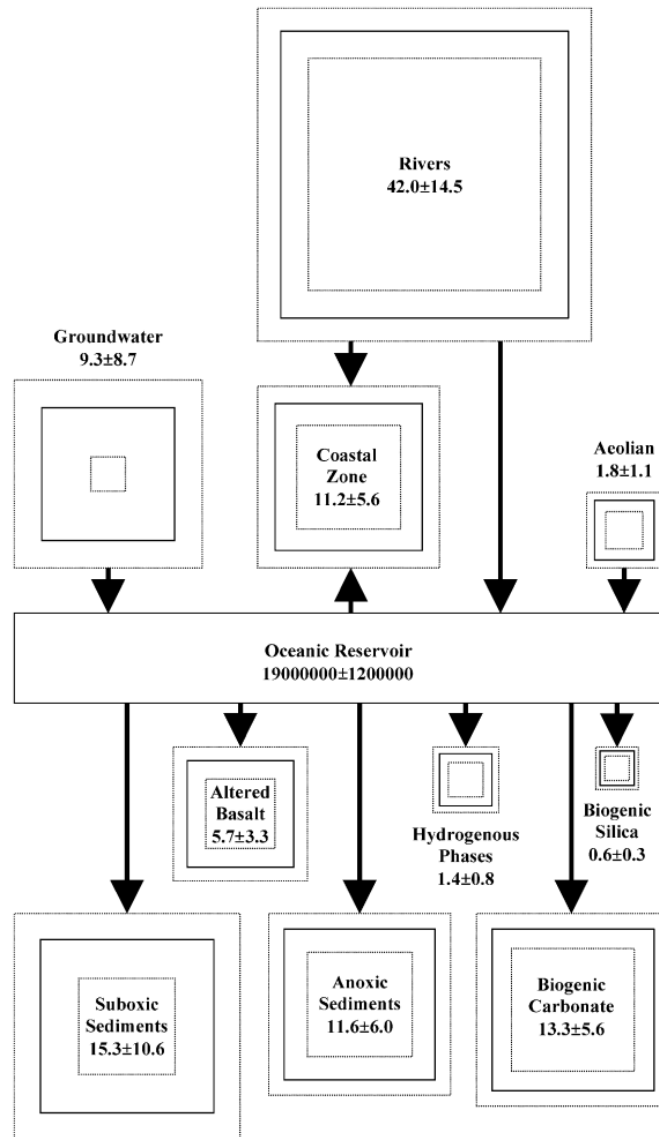 Rivers
42.0±14.5
Groundwater
9.3±8.7
Coastal
Zone
11.2±5.6
Aeolian
1.8±1.1
Oceanic Reservoir
19000000±1200000
Altered
Basalt
5.7±3.3
Hydrogenous
Phases
1.4±0.8
Biogenic
Silica
0.6±0.3
Suboxic
Sediments
15.3±10.6
Anoxic
Sediments
11.6±6.0
Biogenic
Carbonate
13.3±5.6